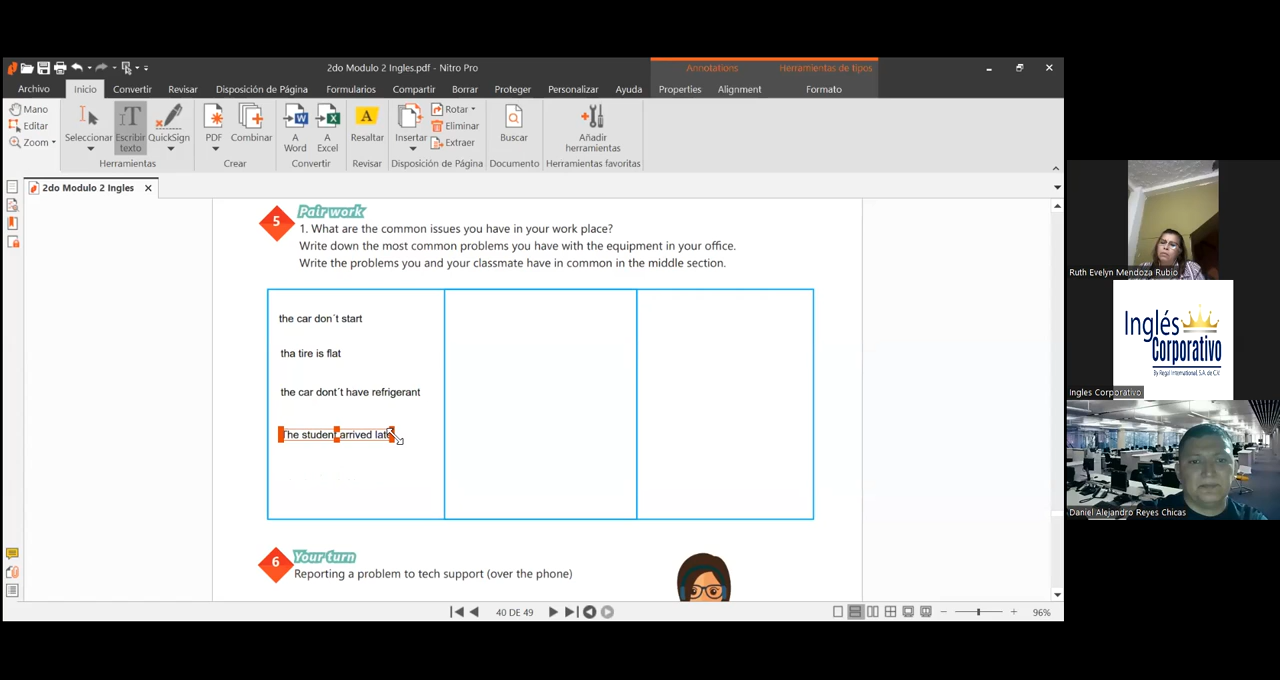 2do Modulo 2 Ingles.pdf - Nitro Pro
Annotations
Herramientas de tipos
Archivo Inicio Convertir Revisar Disposición de Página Formularios Compartir Borrar Proteger Personalizar Ayuda Properties Alignment Formato
Mano
Editar
Zoom
Seleccionar
Escribir texto
QuickSign
Herramientas
PDF
Combinar
Crear
A Word
A Excel
Convertir
Resaltar
Revisar
Insertar
Rotar
Eliminar
Extraer
Disposición de Página
Buscar
Documento
Añadir herramientas
Herramientas favoritas
2do Modulo 2 Ingles
5
Pair work
1. What are the common issues you have in your work place?
Write down the most common problems you have with the equipment in your office.
Write the problems you and your classmate have in common in the middle section.
the car don´t start
tha tire is flat
the car dont´t have refrigerant
The student arrived late
6
Your turn
Reporting a problem to tech support (over the phone)
40 DE 49
96%
Ruth Evelyn Mendoza Rubio
Inglés
Corporativo
By Regal International, S.A. de C.V.
Ingles Corporativo
Daniel Alejandro Reyes Chicas